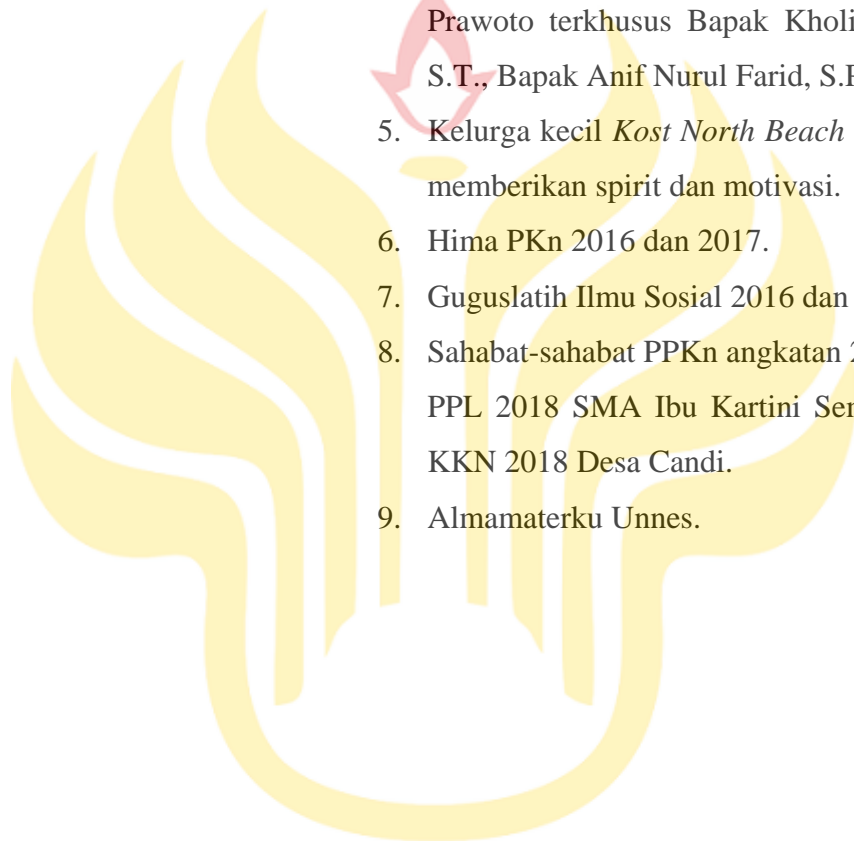 Prawoto terkhusus Bapak
S.T., Bapak Anif Nurul Farid,
5. Kelurga kecil Kost North Beach
memberikan spirit dan motivasi.
6. Hima PKn 2016 dan 2017.
7. Guguslatih Ilmu Sosial 2016 dan
8. Sahabat-sahabat PPKn angkatan
PPL 2018 SMA Ibu Kartini
KKN 2018 Desa Candi.
9. Almamaterku Unnes.